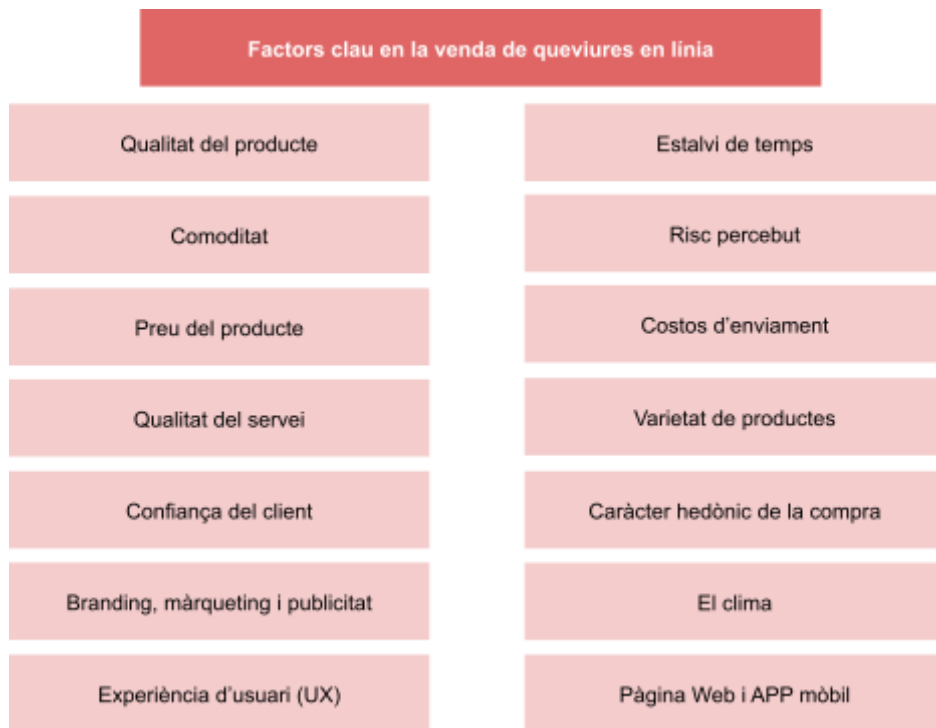 Factors clau en la venda de queviures en línia
Qualitat del producte
Estalvi de temps
Comoditat
Risc percebut
Preu del producte
Costos d’enviament
Qualitat del servei
Varietat de productes
Confiança del client
Caràcter hedònic de la compra
Branding, màrqueting i publicitat
El clima
Experiència d’usuari (UX)
Pàgina Web i APP mòbil